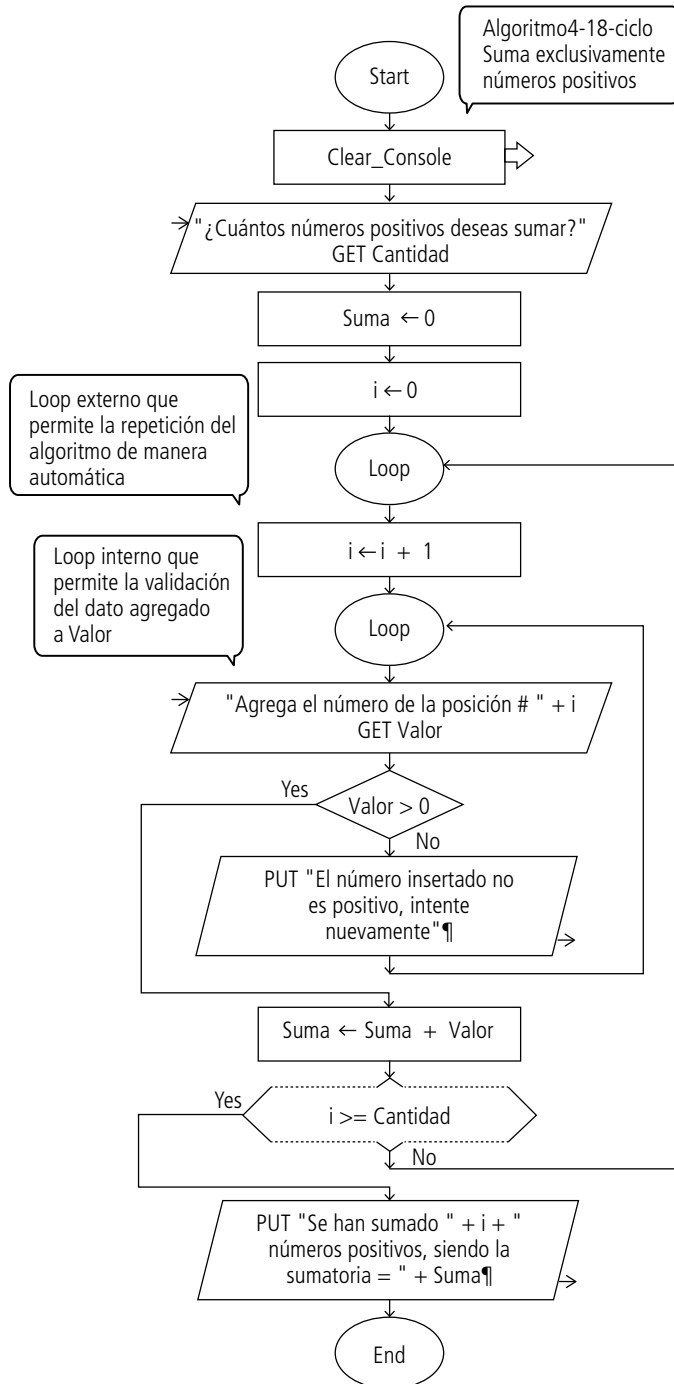 Algoritmo4-18-ciclo
Suma exclusivamente
números positivos
Start
Clear_Console
"¿Cuántos números positivos deseas sumar?"
GET Cantidad
Suma ← 0
i ← 0
Loop externo que
permite la repetición del
algoritmo de manera
automática
Loop
i ← i + 1
Loop interno que
permite la validación
del dato agregado
a Valor
Loop
"Agrega el número de la posición # " + i
GET Valor
Yes
Valor > 0
No
PUT "El número insertado no
es positivo, intente
nuevamente"¶
Suma ← Suma + Valor
Yes
i >= Cantidad
No
PUT "Se han sumado " + i + "
números positivos, siendo la
sumatoria = " + Suma¶
End